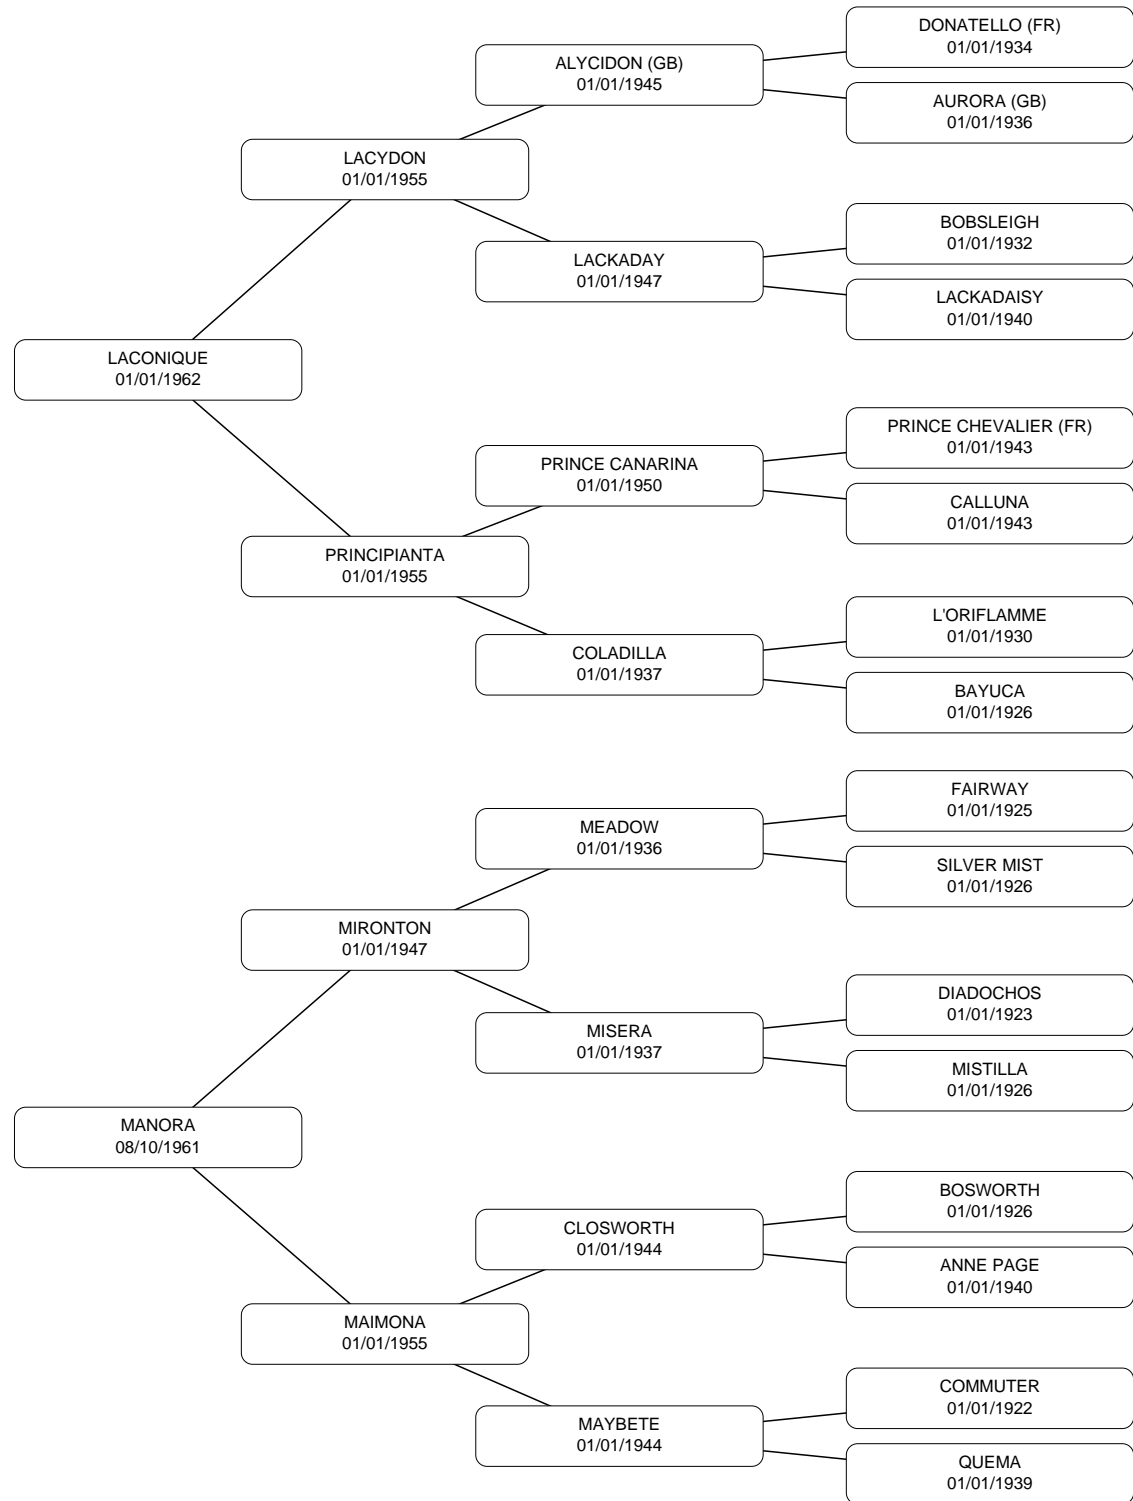 DONATELLO (FR)
01/01/1934
ALYCIDON (GB)
01/01/1945
AURORA (GB)
01/01/1936
LACYDON
01/01/1955
BOBSLEIGH
01/01/1932
LACKADAY
01/01/1947
LACKADAISY
01/01/1940
LACONIQUE
01/01/1962
PRINCE CHEVALIER (FR)
01/01/1943
PRINCE CANARINA
01/01/1950
CALLUNA
01/01/1943
PRINCIPIANTA
01/01/1955
L'ORIFLAMME
01/01/1930
COLADILLA
01/01/1937
BAYUCA
01/01/1926
FAIRWAY
01/01/1925
MEADOW
01/01/1936
SILVER MIST
01/01/1926
MIRONTON
01/01/1947
DIADOCHOS
01/01/1923
MISERA
01/01/1937
MISTILLA
01/01/1926
MANORA
08/10/1961
BOSWORTH
01/01/1926
CLOSWORTH
01/01/1944
ANNE PAGE
01/01/1940
MAIMONA
01/01/1955
COMMUTER
01/01/1922
MAYBETE
01/01/1944
QUEMA
01/01/1939